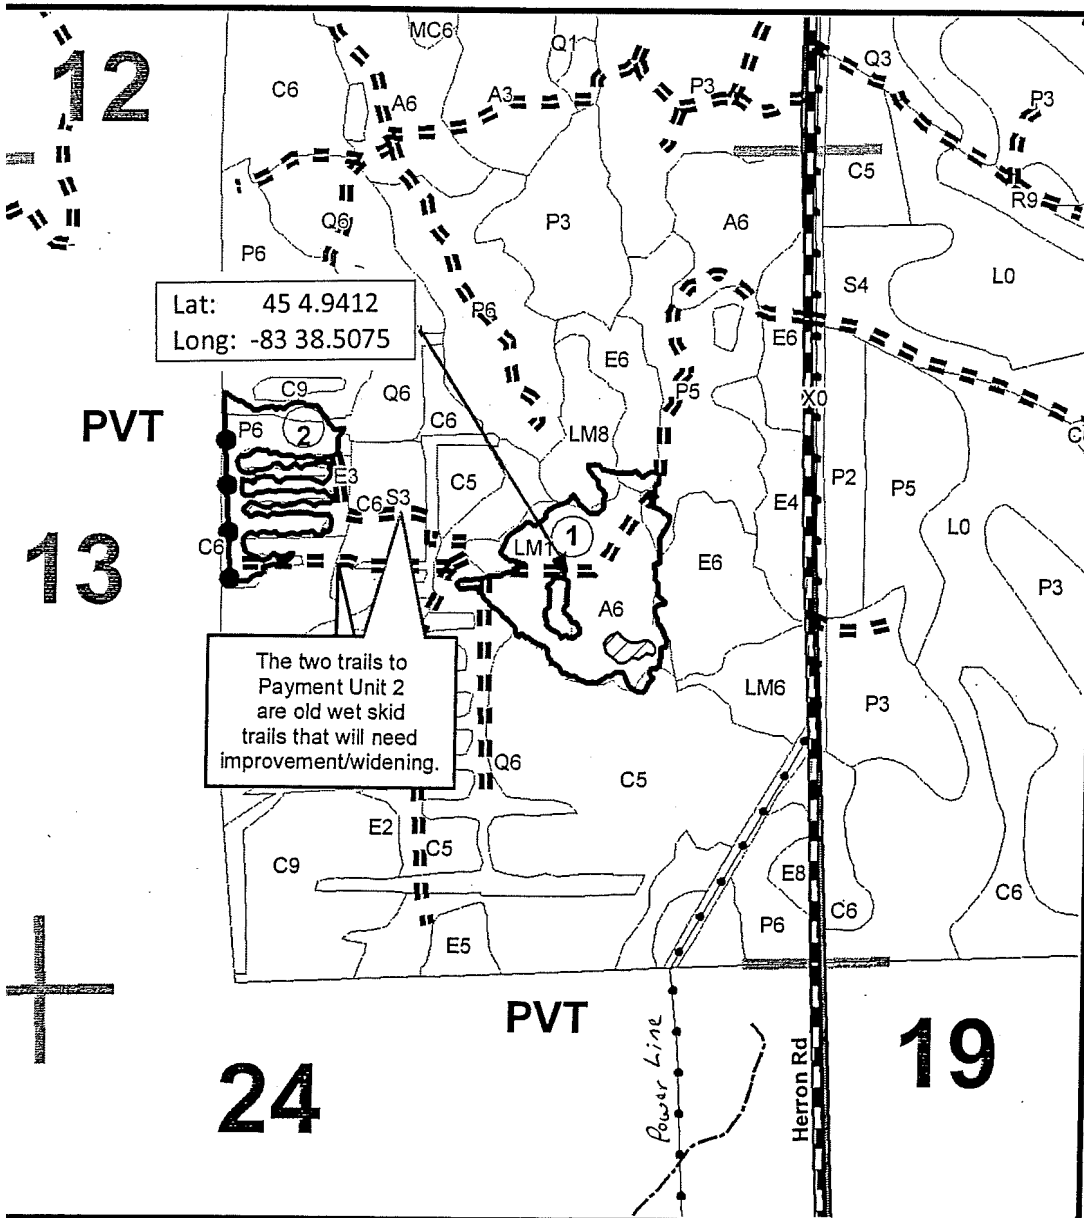 MC6
Q1
12
C6
A6
A3
P3
Q3
P3
C5
R9
Q6
P3
A6
P6
L0
S4
Lat: 45 4.9412
Long: -83 38.5075
P6
E6
E6
C9
Q6
P5
X0
PVT
P6
2
C6
LM8
E3
C5
P2
P5
C6
S3
E4
L0
13
C6
1
LM1
E6
P3
A6
The two trails to
Payment Unit 2
are old wet skid
trails that will need
improvement/widening.
LM6
P3
Q6
C5
E2
C5
C9
E8
C6
C6
P6
E5
PVT
Power Line
Herron Rd
19
24